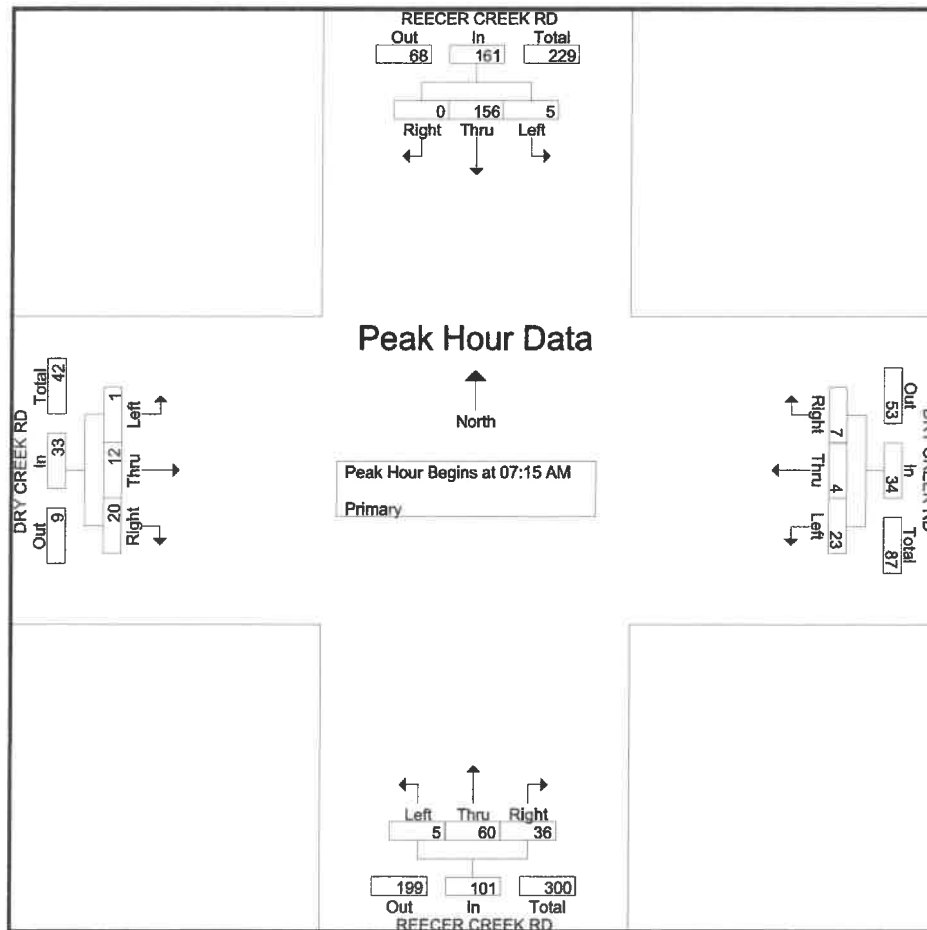 REECER CREEK RD
Out In Total
68 161 229
0 156 5
Right Thru Left
Peak Hour Data
North
Peak Hour Begins at 07:15 AM
Primary
DRY CREEK RD
Out In Total
9 33 42
1 12 20
Left Thru Right
DRY CREEK RD
Out In Total
53 34 87
7 4 23
Right Thru Left
Left Thru Right
5 60 36
199 101 300
Out In Total
REECER CREEK RD